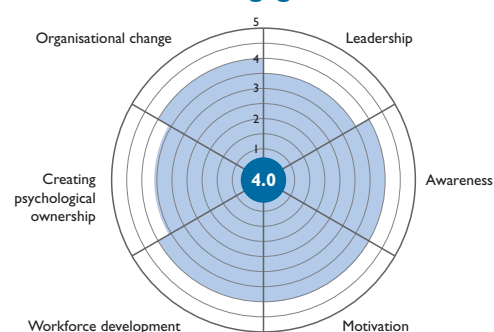 5
Organisational change
Leadership
4
3
2
1
Creating
psychological
ownership
4.0
Awareness
Workforce development
Motivation